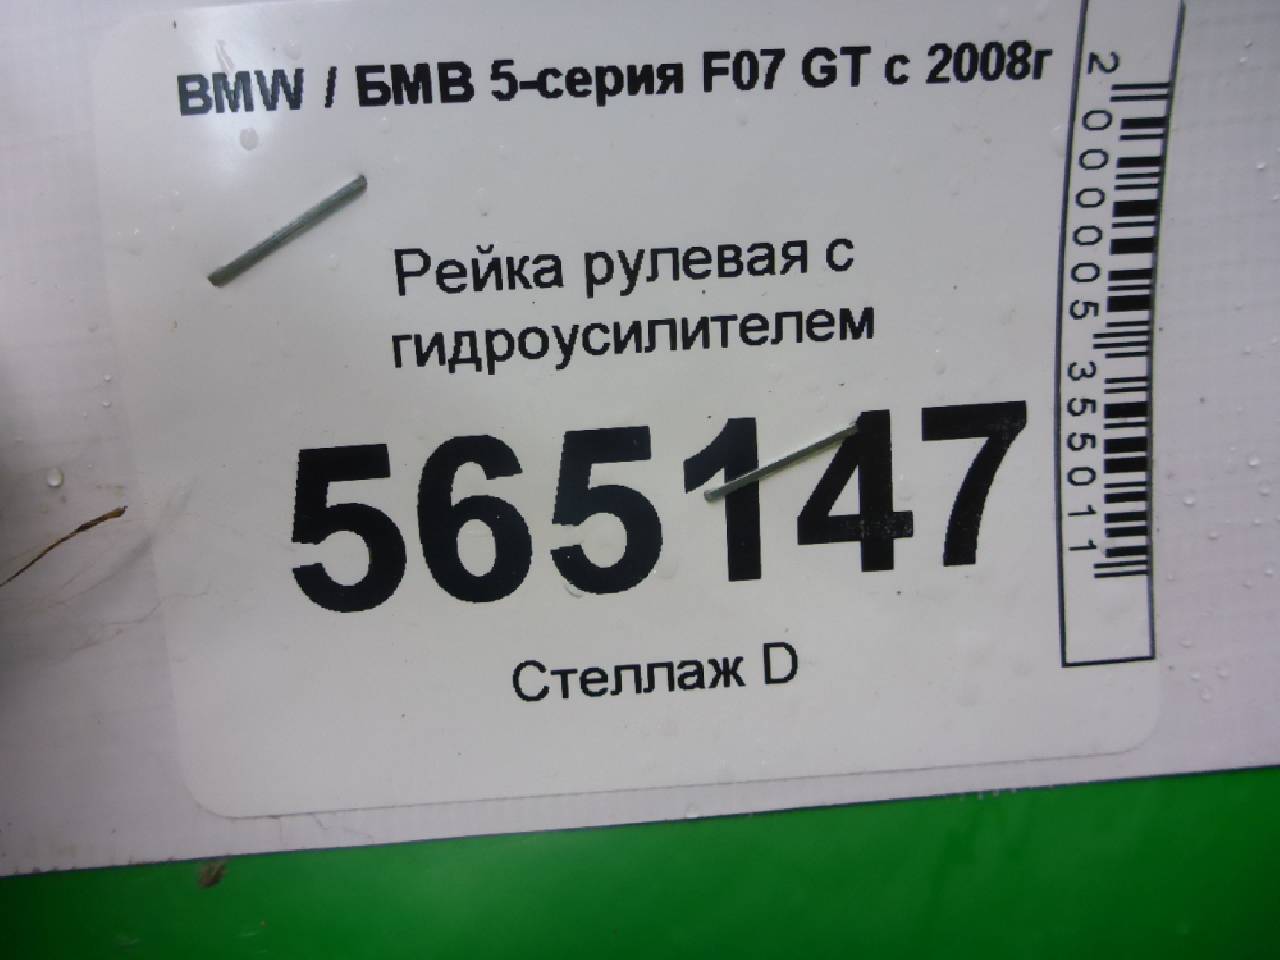 BMW / БМВ 5-серия F07 GT с 2008г
Рейка рулевая с
гидроусилителем
565147
Стеллаж D
2000005355011